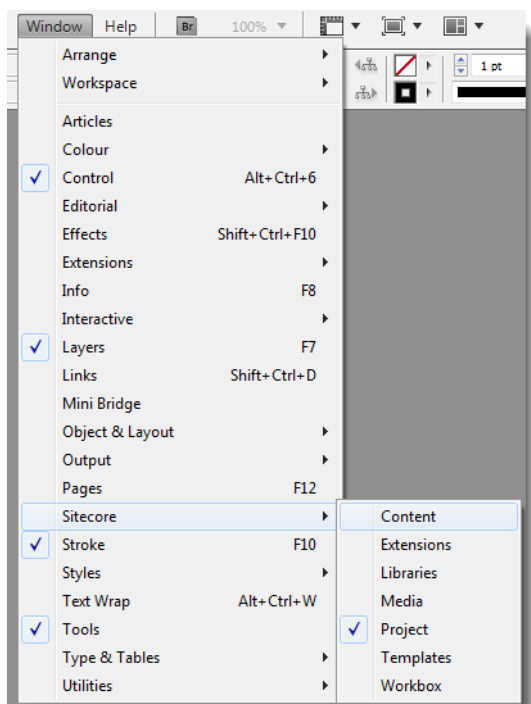 Window Help Br 100%
1 pt
Arrange
Workspace
Articles
Colour
Control Alt+Ctrl+6
Editorial
Effects Shift+Ctrl+F10
Extensions
Info F8
Interactive
Layers F7
Links Shift+Ctrl+D
Mini Bridge
Object & Layout
Output
Pages F12
Sitecore
Stroke F10
Styles
Text Wrap Alt+Ctrl+W
Tools
Type & Tables
Utilities
Content
Extensions
Libraries
Media
Project
Templates
Workbox